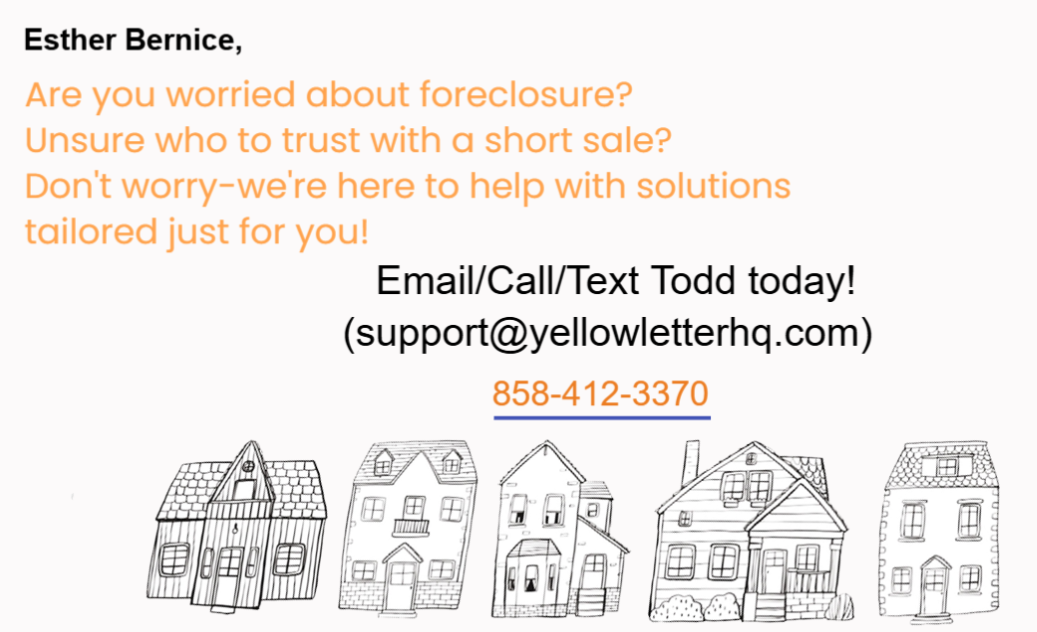 Esther Bernice,
Are you worried about foreclosure?
Unsure who to trust with a short sale?
Don't worry-we're here to help with solutions
tailored just for you!
Email/Call/Text Todd today!
(support@yellowletterhq.com)
858-412-3370